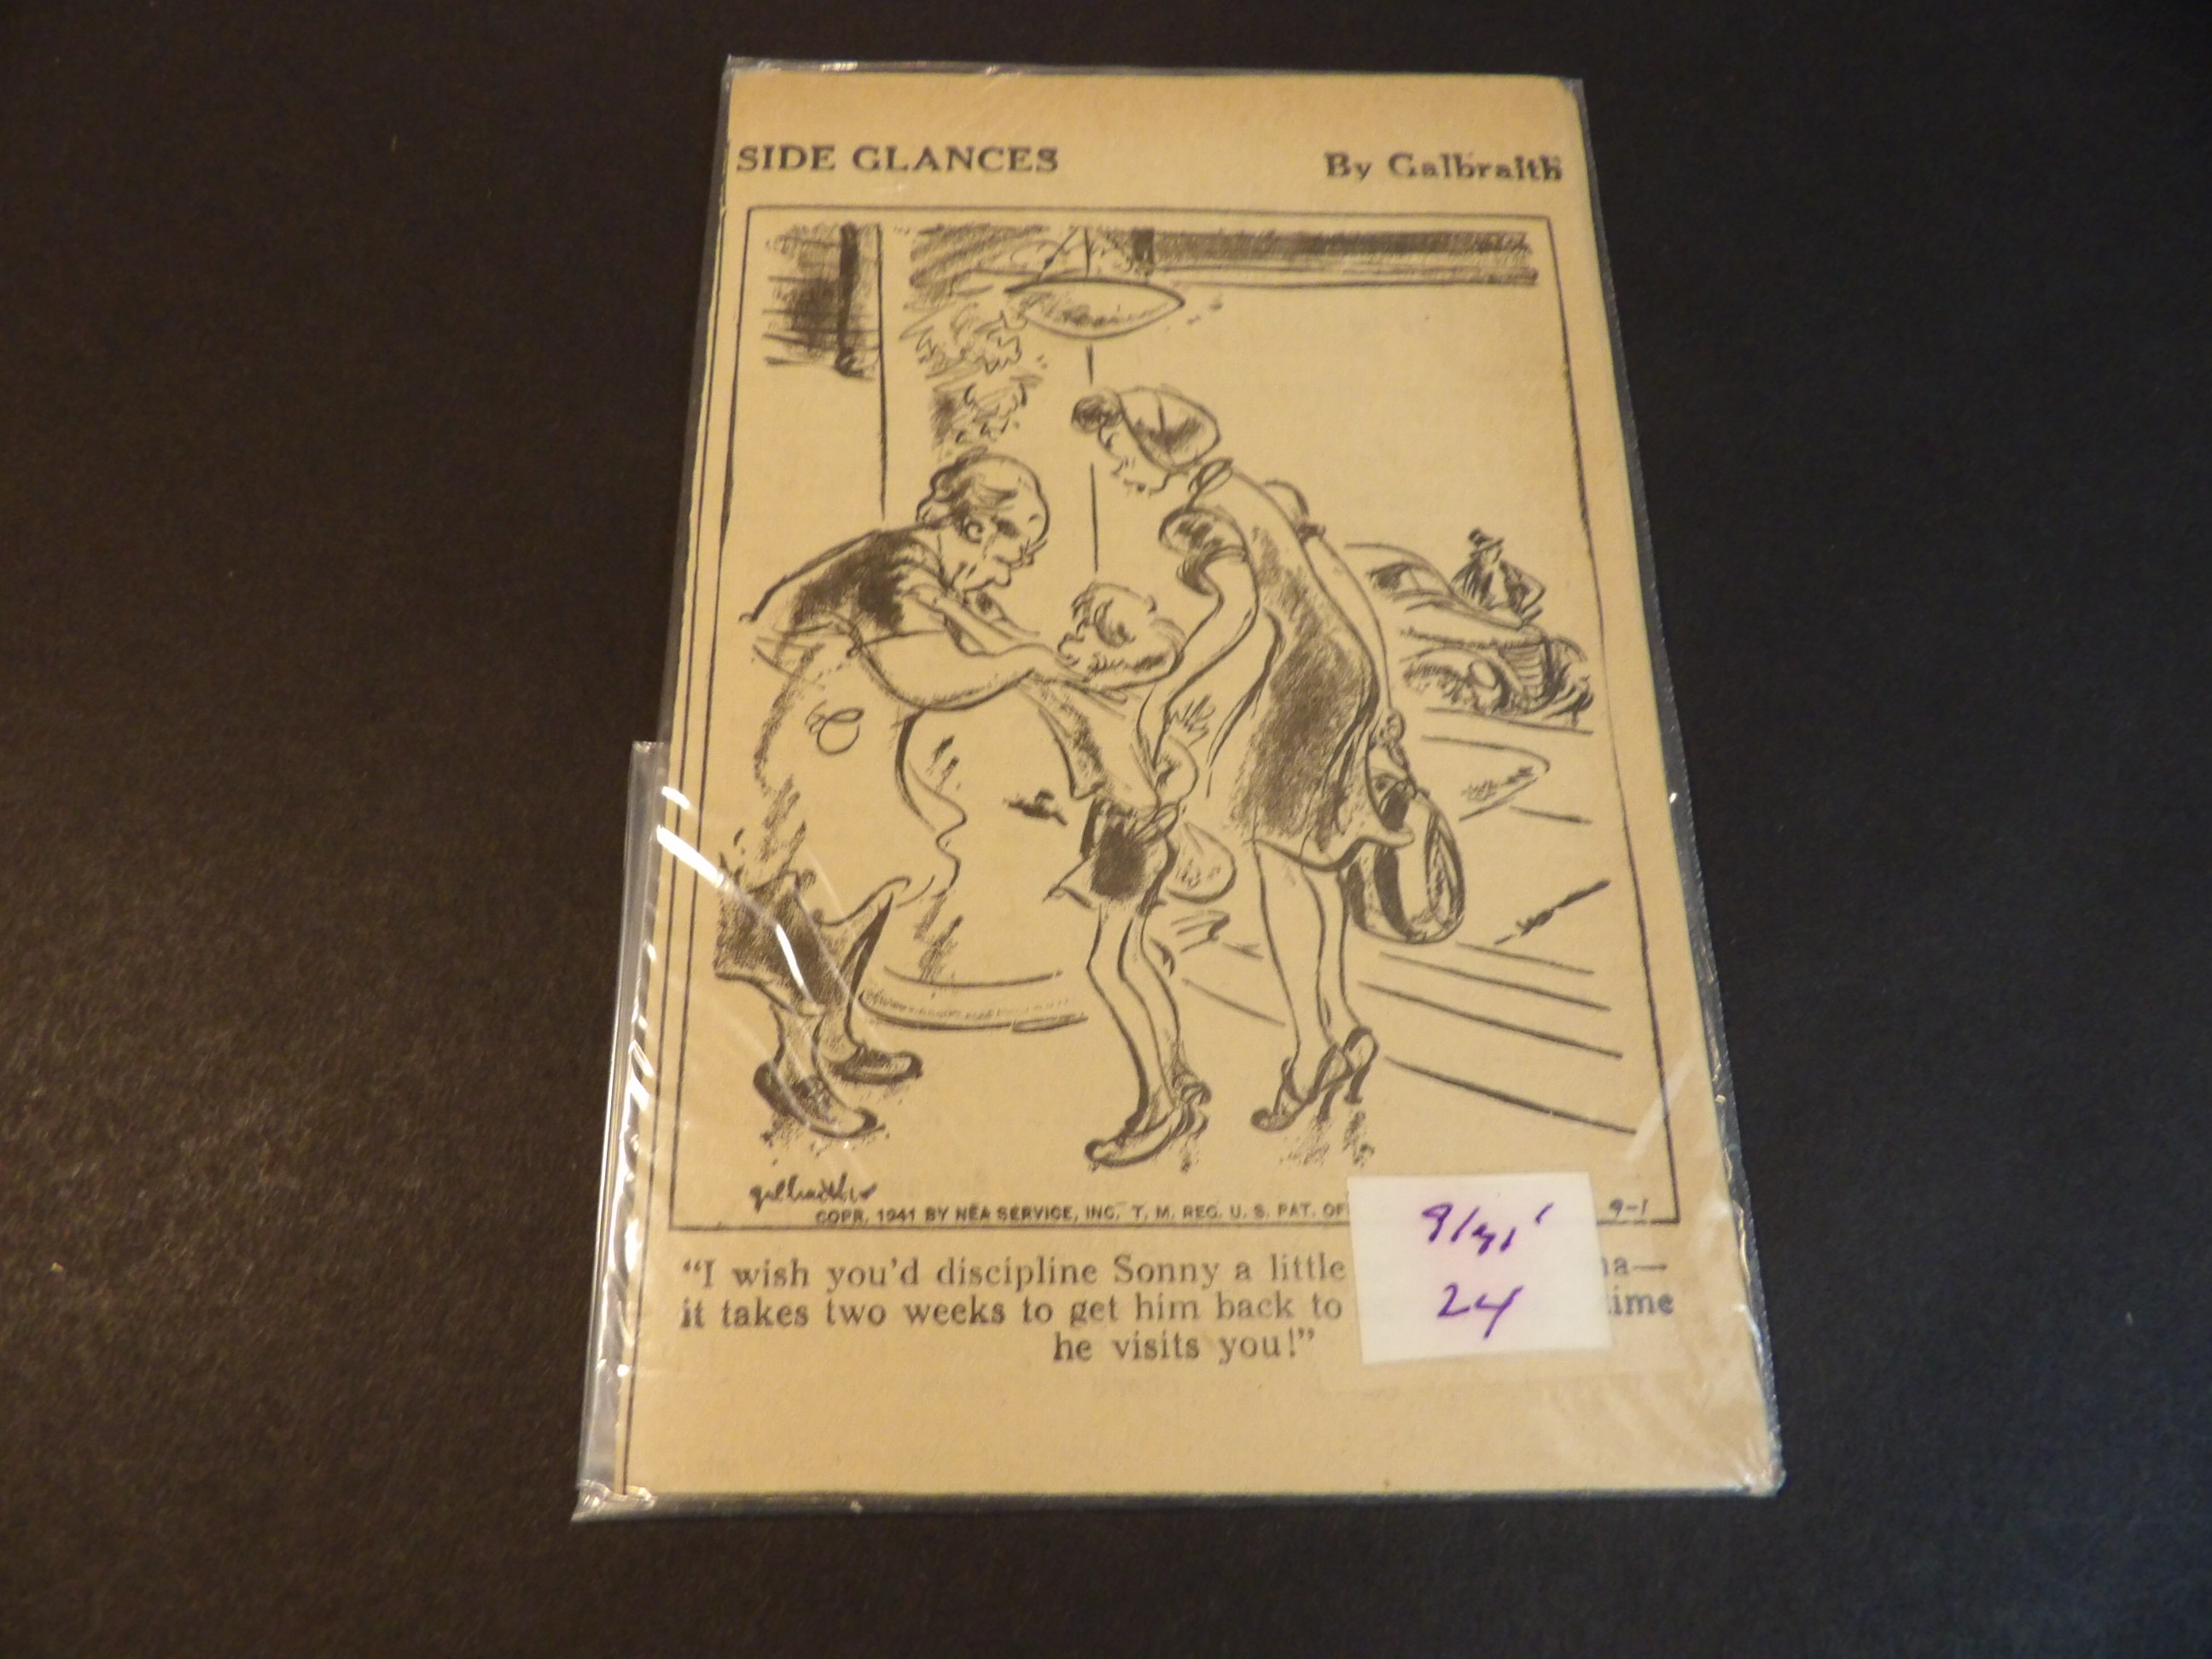 SIDE GLANCES By Galbraith
galbraith
COPR. 1941 BY NEA SERVICE, INC. T. M. REG. U. S. PAT. OF 9-1
9/41'
24
"I wish you'd discipline Sonny a little a—
it takes two weeks to get him back to time
he visits you!"